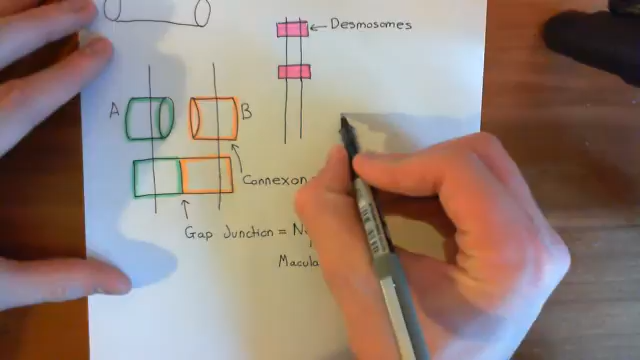 Desmosomes
A
B
Connexon
Gap Junction =
Macula